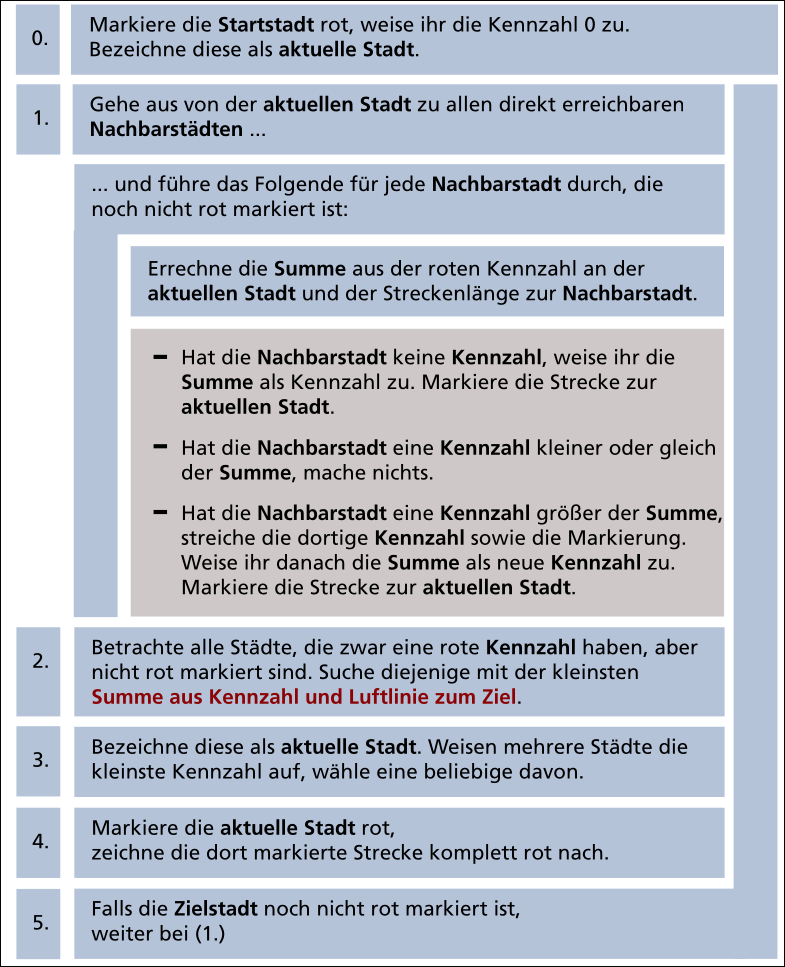 0.
Markiere die Startstadt rot, weise ihr die Kennzahl 0 zu.
Bezeichne diese als aktuelle Stadt.
1.
Gehe aus von der aktuellen Stadt zu allen direkt erreichbaren
Nachbarstädten ...
... und führe das Folgende für jede Nachbarstadt durch, die
noch nicht rot markiert ist:
Errechne die Summe aus der roten Kennzahl an der
aktuellen Stadt und der Streckenlänge zur Nachbarstadt.
– Hat die Nachbarstadt keine Kennzahl, weise ihr die
Summe als Kennzahl zu. Markiere die Strecke zur
aktuellen Stadt.
– Hat die Nachbarstadt eine Kennzahl kleiner oder gleich
der Summe, mache nichts.
– Hat die Nachbarstadt eine Kennzahl größer der Summe,
streiche die dortige Kennzahl sowie die Markierung.
Weise ihr danach die Summe als neue Kennzahl zu.
Markiere die Strecke zur aktuellen Stadt.
2.
Betrachte alle Städte, die zwar eine rote Kennzahl haben, aber
nicht rot markiert sind. Suche diejenige mit der kleinsten
Summe aus Kennzahl und Luftlinie zum Ziel.
3.
Bezeichne diese als aktuelle Stadt. Weisen mehrere Städte die
kleinste Kennzahl auf, wähle eine beliebige davon.
4.
Markiere die aktuelle Stadt rot,
zeichne die dort markierte Strecke komplett rot nach.
5.
Falls die Zielstadt noch nicht rot markiert ist,
weiter bei (1.)